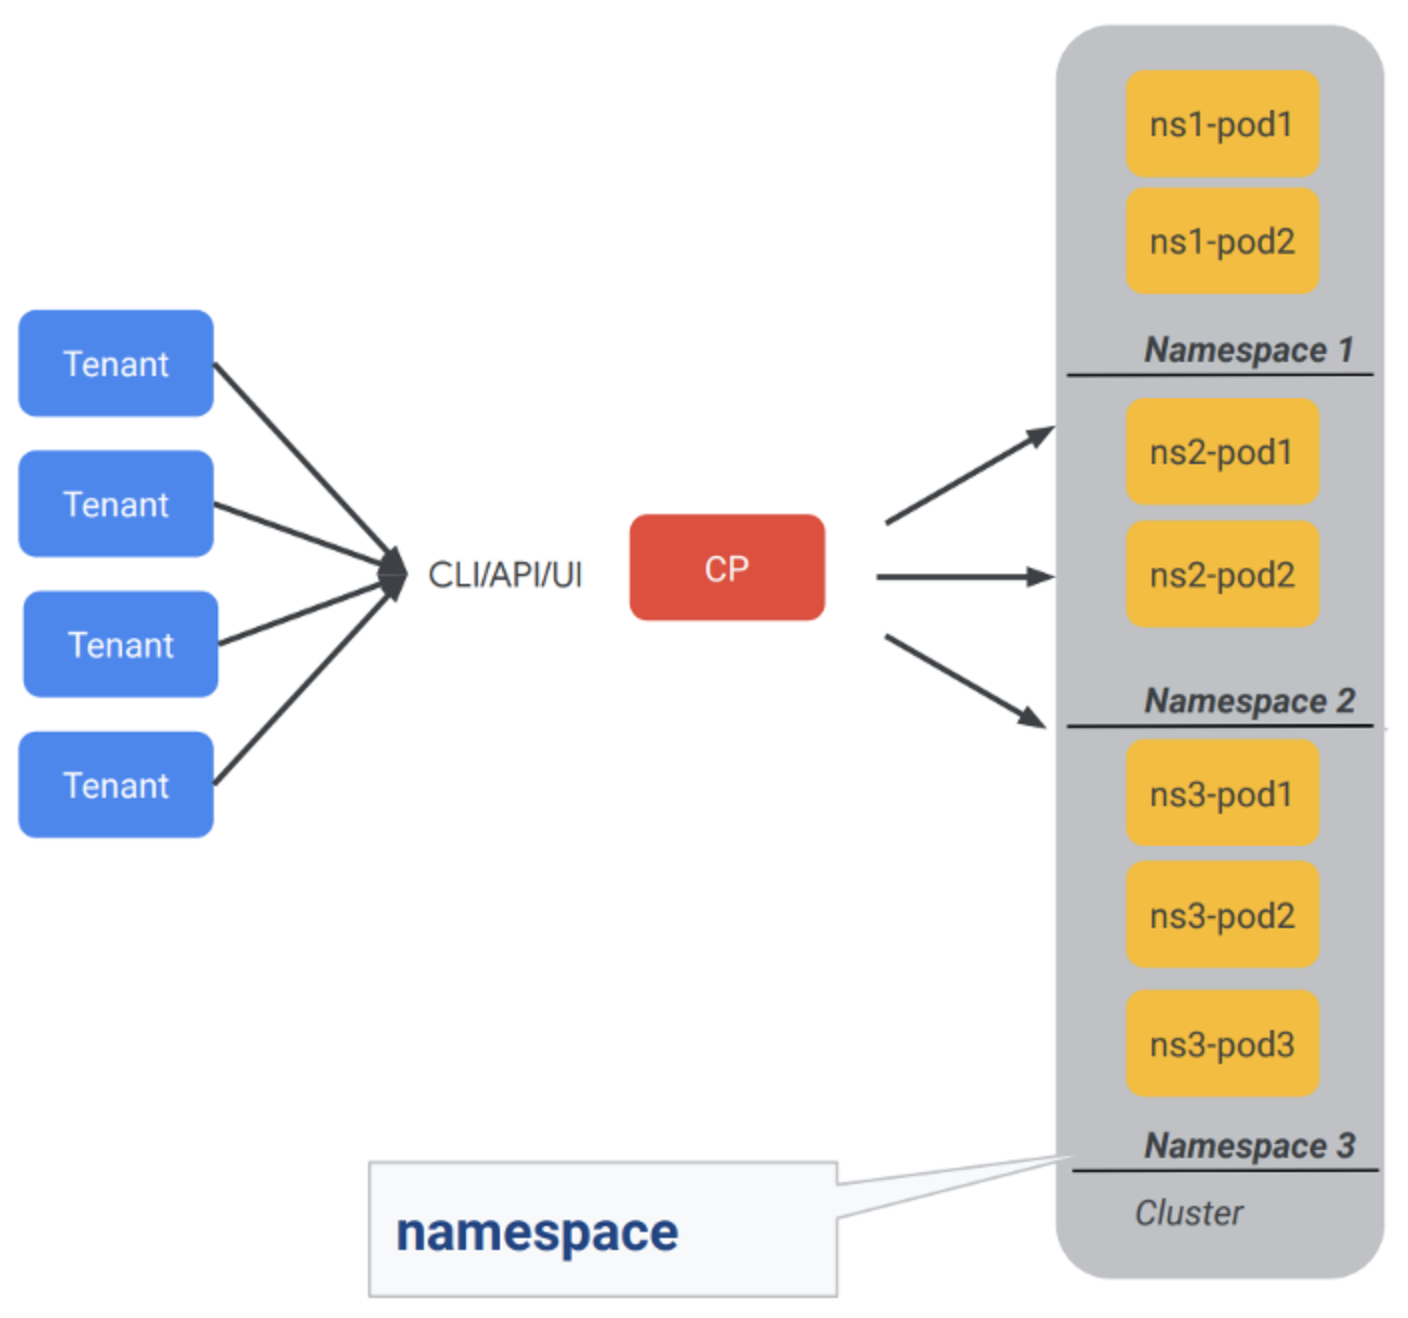 Tenant
Tenant
Tenant
Tenant
CLI/API/UI
CP
ns1-pod1
ns1-pod2
Namespace 1
ns2-pod1
ns2-pod2
Namespace 2
ns3-pod1
ns3-pod2
ns3-pod3
Namespace 3
Cluster
namespace